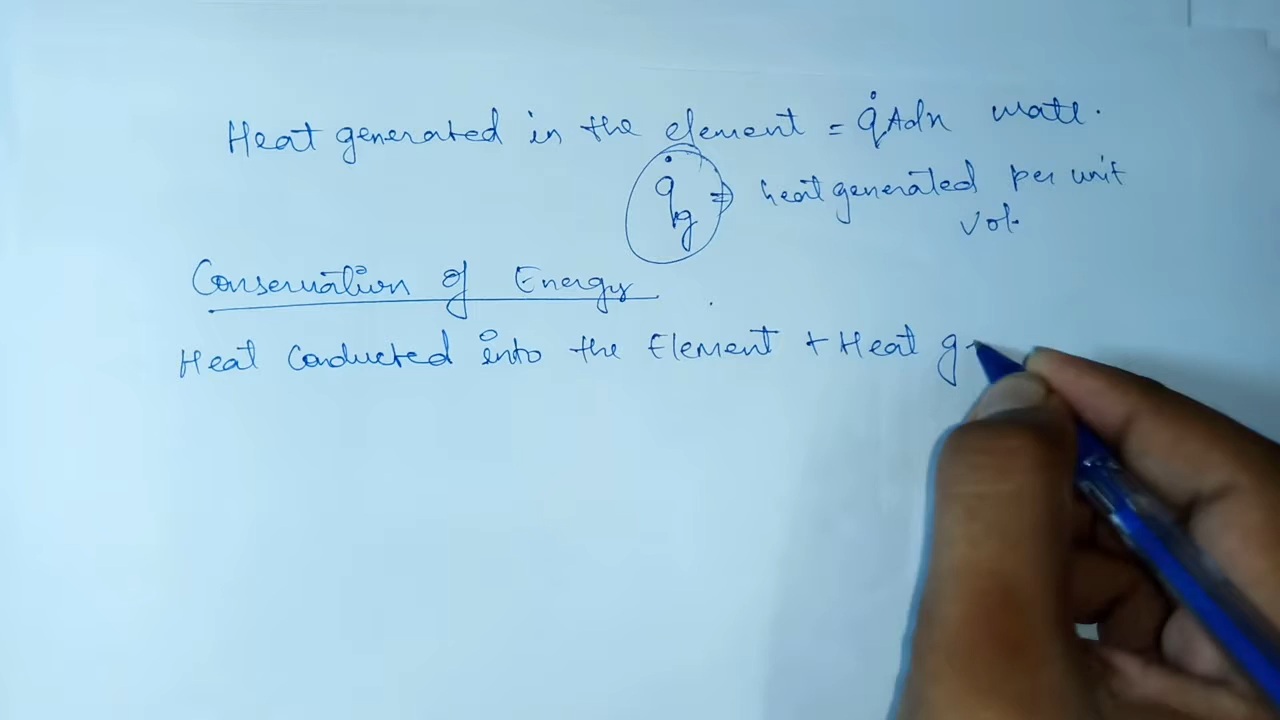 Heat generated in the element = q̇Adx watt.
q̇g => heat generated per unit
vol.
Conservation of Energy
Heat conducted into the Element + Heat g